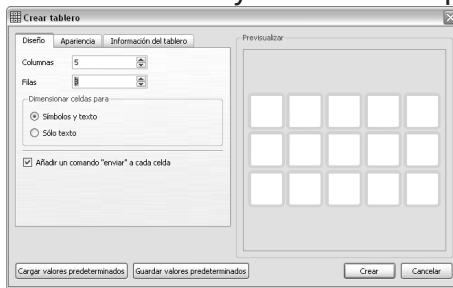 Crear tablero
Diseño Apariencia Información del tablero
Previsualizar
Columnas 5
Filas 3
Dimensionar celdas para
Símbolos y texto
Sólo texto
Añadir un comando "enviar" a cada celda
Cargar valores predeterminados Guardar valores predeterminados Crear Cancelar